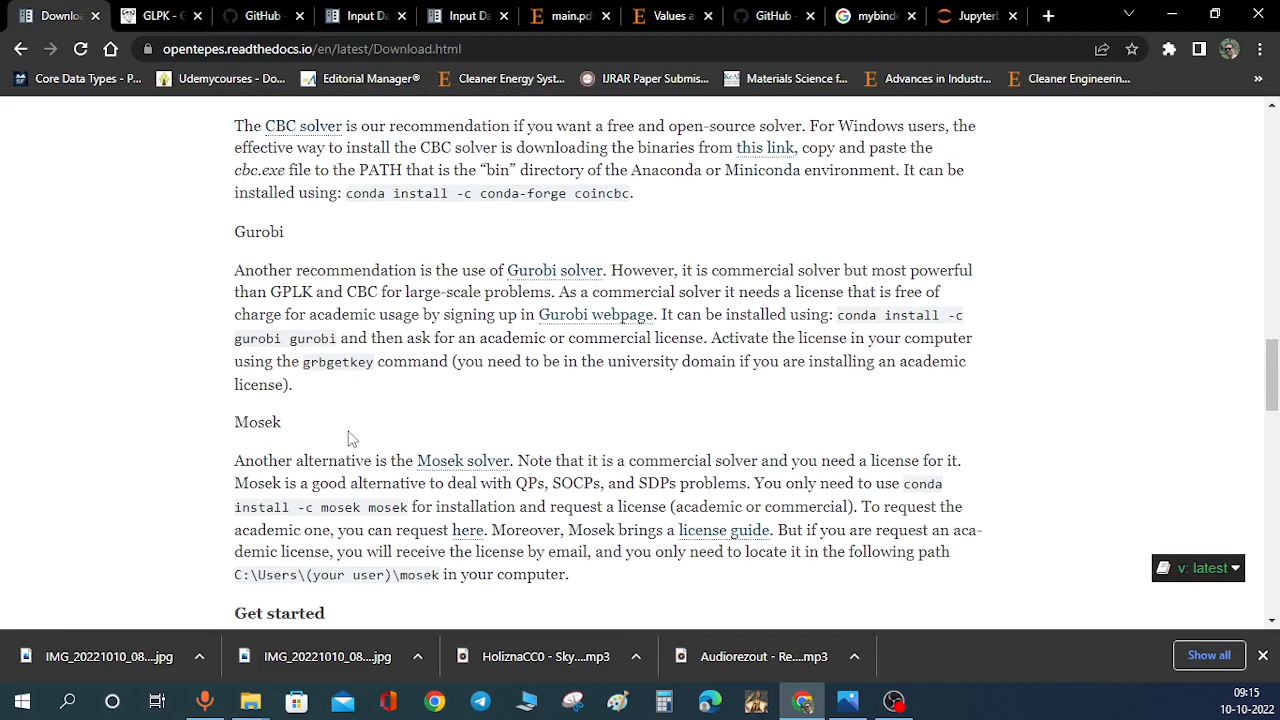 Downloa
GLPK - G
GitHub -
Input Da
Input Da
main.pd
Values a
GitHub -
mybinde
JupyterL
opentepes.readthedocs.io/en/latest/Download.html
Core Data Types - P...
Udemycourses - Do...
Editorial Manager®
Cleaner Energy Syst...
IJRAR Paper Submis...
Materials Science f...
Advances in Industr...
Cleaner Engineerin...
»
The CBC solver is our recommendation if you want a free and open-source solver. For Windows users, the
effective way to install the CBC solver is downloading the binaries from this link, copy and paste the
cbc.exe file to the PATH that is the “bin” directory of the Anaconda or Miniconda environment. It can be
installed using: conda install -c conda-forge coincbc.
Gurobi
Another recommendation is the use of Gurobi solver. However, it is commercial solver but most powerful
than GPLK and CBC for large-scale problems. As a commercial solver it needs a license that is free of
charge for academic usage by signing up in Gurobi webpage. It can be installed using: conda install -c
gurobi gurobi and then ask for an academic or commercial license. Activate the license in your computer
using the grbgetkey command (you need to be in the university domain if you are installing an academic
license).
Mosek
Another alternative is the Mosek solver. Note that it is a commercial solver and you need a license for it.
Mosek is a good alternative to deal with QPs, SOCPs, and SDPs problems. You only need to use conda
install -c mosek mosek for installation and request a license (academic or commercial). To request the
academic one, you can request here. Moreover, Mosek brings a license guide. But if you are request an aca-
demic license, you will receive the license by email, and you only need to locate it in the following path
C:\Users\(your user)\mosek in your computer.
v: latest
Get started
IMG_20221010_08....jpg
IMG_20221010_08....jpg
HoliznaCC0 - Sky....mp3
Audiorezout - Re....mp3
Show all
09:15
10-10-2022